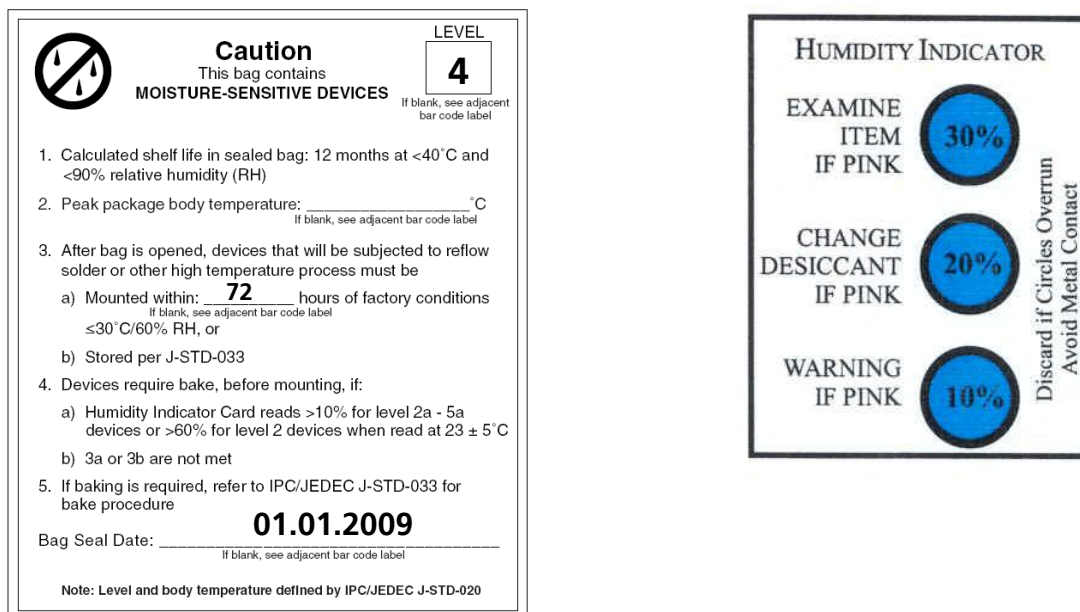 LEVEL
4
If blank, see adjacent
bar code label
Caution
This bag contains
MOISTURE-SENSITIVE DEVICES
1. Calculated shelf life in sealed bag: 12 months at <40˚C and
<90% relative humidity (RH)
2. Peak package body temperature: ___________________˚C
If blank, see adjacent bar code label
3. After bag is opened, devices that will be subjected to reflow
solder or other high temperature process must be
a) Mounted within: __72______ hours of factory conditions
If blank, see adjacent bar code label
≤30˚C/60% RH, or
b) Stored per J-STD-033
4. Devices require bake, before mounting, if:
a) Humidity Indicator Card reads >10% for level 2a - 5a
devices or >60% for level 2 devices when read at 23 ± 5˚C
b) 3a or 3b are not met
5. If baking is required, refer to IPC/JEDEC J-STD-033 for
bake procedure
Bag Seal Date: 01.01.2009
If blank, see adjacent bar code label
Note: Level and body temperature defined by IPC/JEDEC J-STD-020
HUMIDITY INDICATOR
EXAMINE
ITEM
IF PINK
30%
CHANGE
DESICCANT
IF PINK
20%
WARNING
IF PINK
10%
Discard if Circles Overrun
Avoid Metal Contact